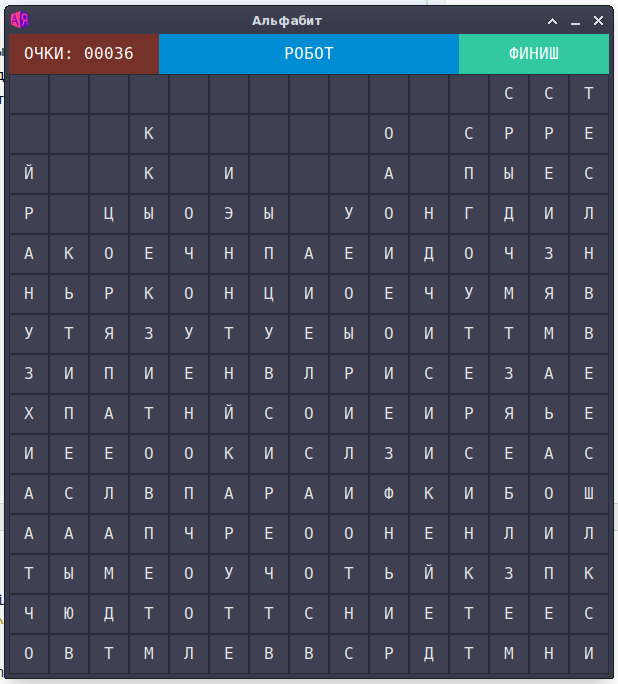 Альфабит
ОЧКИ: 00036 РОБОТ ФИНИШ
С С Т
К О С Р Р Е
Й К И А П Ы Е С
Р Ц Ы О Э Ы У О Н Г Д И Л
А К О Е Ч Н П А Е И Д О Ч З Н
Н Ь Р К О Н Ц И О Е Ч У М Я В
У Т Я З У Т У Е Ы О И Т Т М В
З И П И Е Н В Л Р И С Е З А Е
Х П А Т Н Й С О И Е И Р Я Ь Е
И Е Е О О К И С Л З И С Е А С
А С Л В П А Р А И Ф К И Б О Ш
А А А П Ч Р Е О О Н Е Н Л И Л
Т Ы М Е О У Ч О Т Ь Й К З П К
Ч Ю Д Т О Т Т С Н И Е Т Е Е С
О В Т М Л Е В В С Р Д Т М Н И